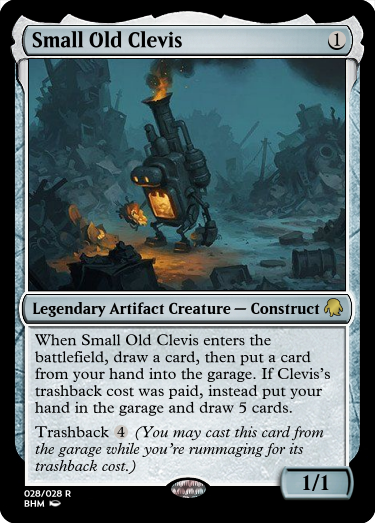 Small Old Clevis 1
Legendary Artifact Creature — Construct
When Small Old Clevis enters the
battlefield, draw a card, then put a card
from your hand into the garage. If Clevis's
trashback cost was paid, instead put your
hand in the garage and draw 5 cards.
Trashback 4 (You may cast this card from
the garage while you're rummaging for its
trashback cost.)
1/1
028/028 R
BHM